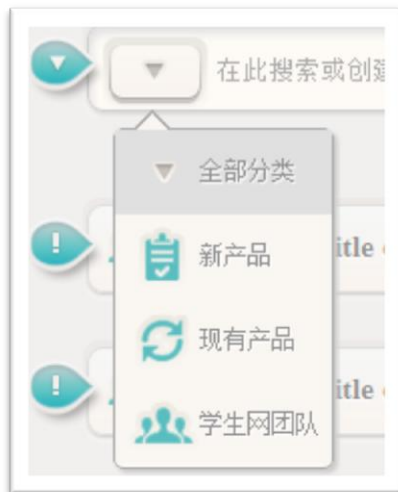 在此搜索或创建
全部分类
新产品
itle
现有产品
itle
学生网团队